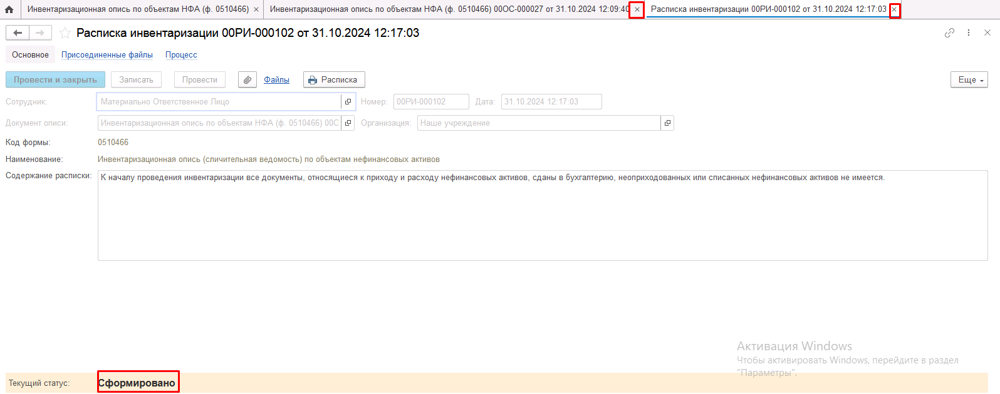 Инвентаризационная опись по объектам НФА (ф. 0510466) × Инвентаризационная опись по объектам НФА (ф. 0510466) 00ОС-000027 от 31.10.2024 12:09:40 × Расписка инвентаризации 00РИ-000102 от 31.10.2024 12:17:03 ×
Расписка инвентаризации 00РИ-000102 от 31.10.2024 12:17:03
Основное Присоединенные файлы Процесс
Провести и закрыть Записать Провести Файлы Расписка Еще
Сотрудник: Материально Ответственное Лицо Номер: 00РИ-000102 Дата: 31.10.2024 12:17:03
Документ описи: Инвентаризационная опись по объектам НФА (ф. 0510466) 00С Организация: Наше учреждение
Код формы: 0510466
Наименование: Инвентаризационная опись (сличительная ведомость) по объектам нефинансовых активов
Содержание расписки: К началу проведения инвентаризации все документы, относящиеся к приходу и расходу нефинансовых активов, сданы в бухгалтерию, неоприходованных или списанных нефинансовых активов не имеется.
Активация Windows
Чтобы активировать Windows, перейдите в раздел
"Параметры".
Текущий статус: Сформировано